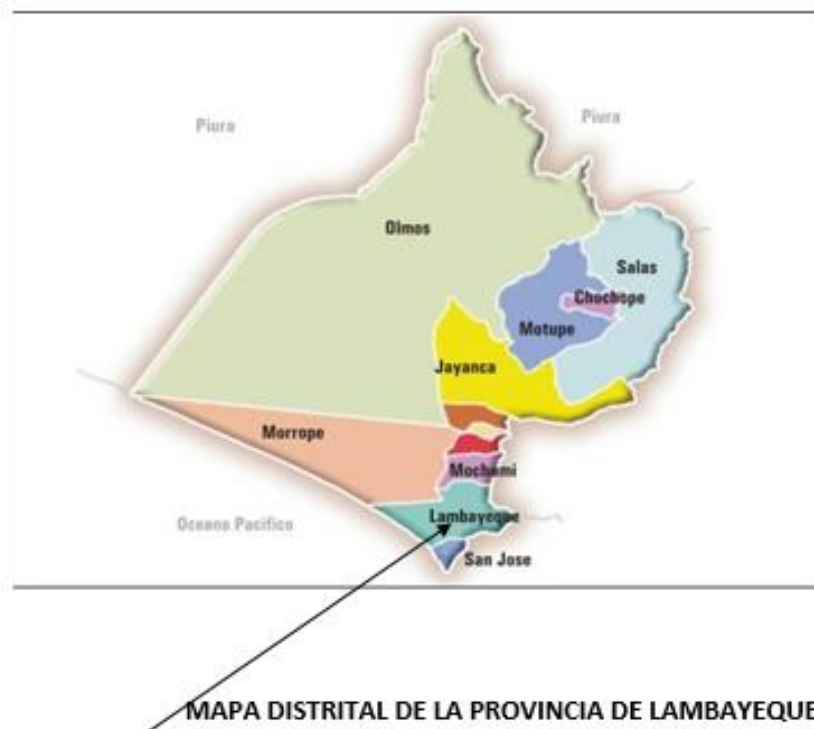 Piura
Piura
Olmos
Salas
Chochope
Motupe
Jayanca
Morrope
Mochumi
Lambayeque
Oceano Pacifico
San Jose
MAPA DISTRITAL DE LA PROVINCIA DE LAMBAYEQUE